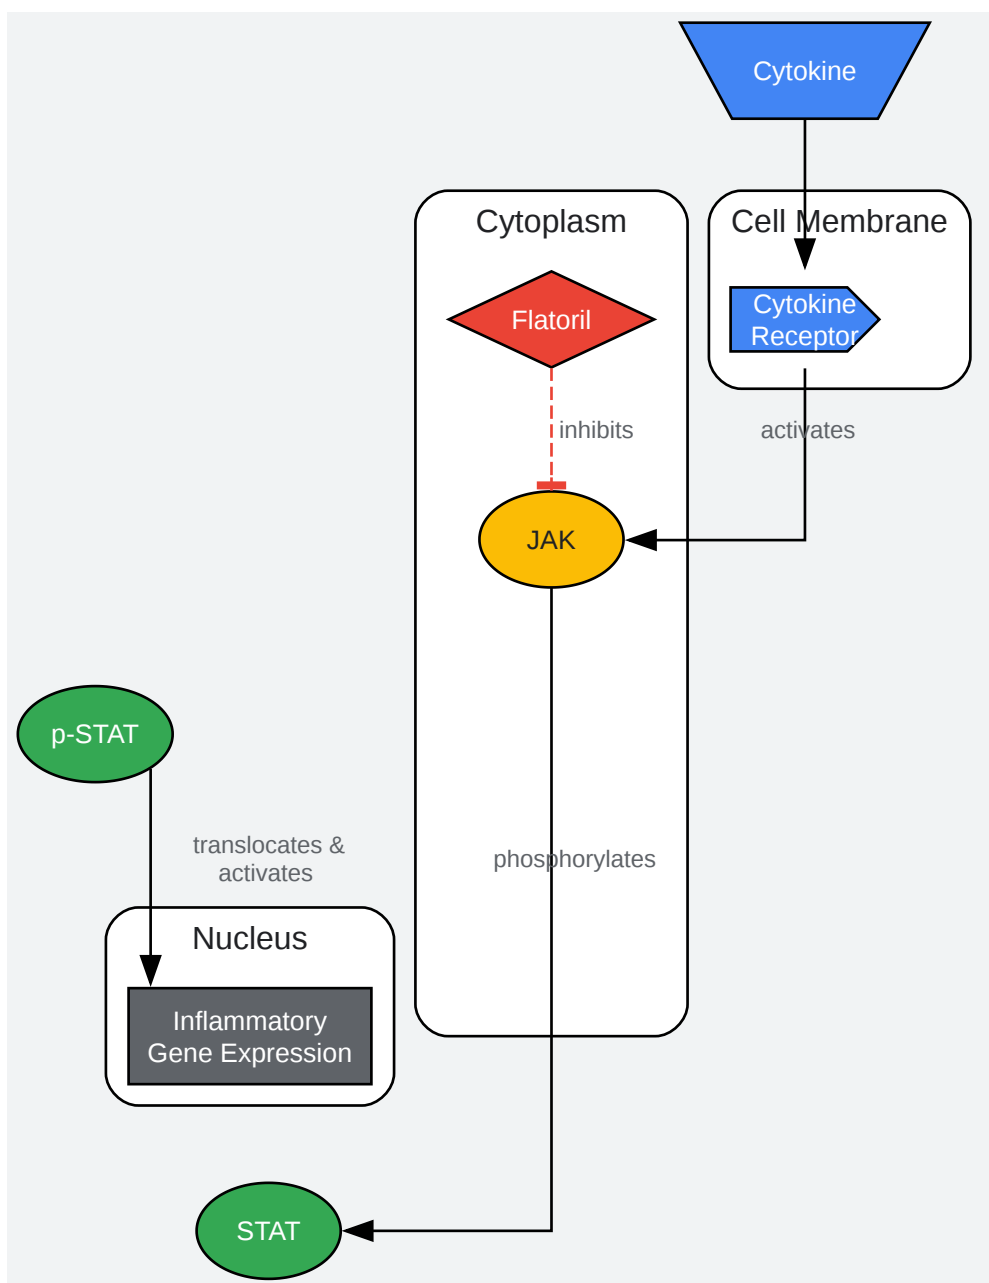 Cytokine
Cytoplasm
Cell Membrane
Flatoril
Cytokine
Receptor
inhibits
activates
JAK
p-STAT
translocates &
activates
phosphorylates
Nucleus
Inflammatory
Gene Expression
STAT